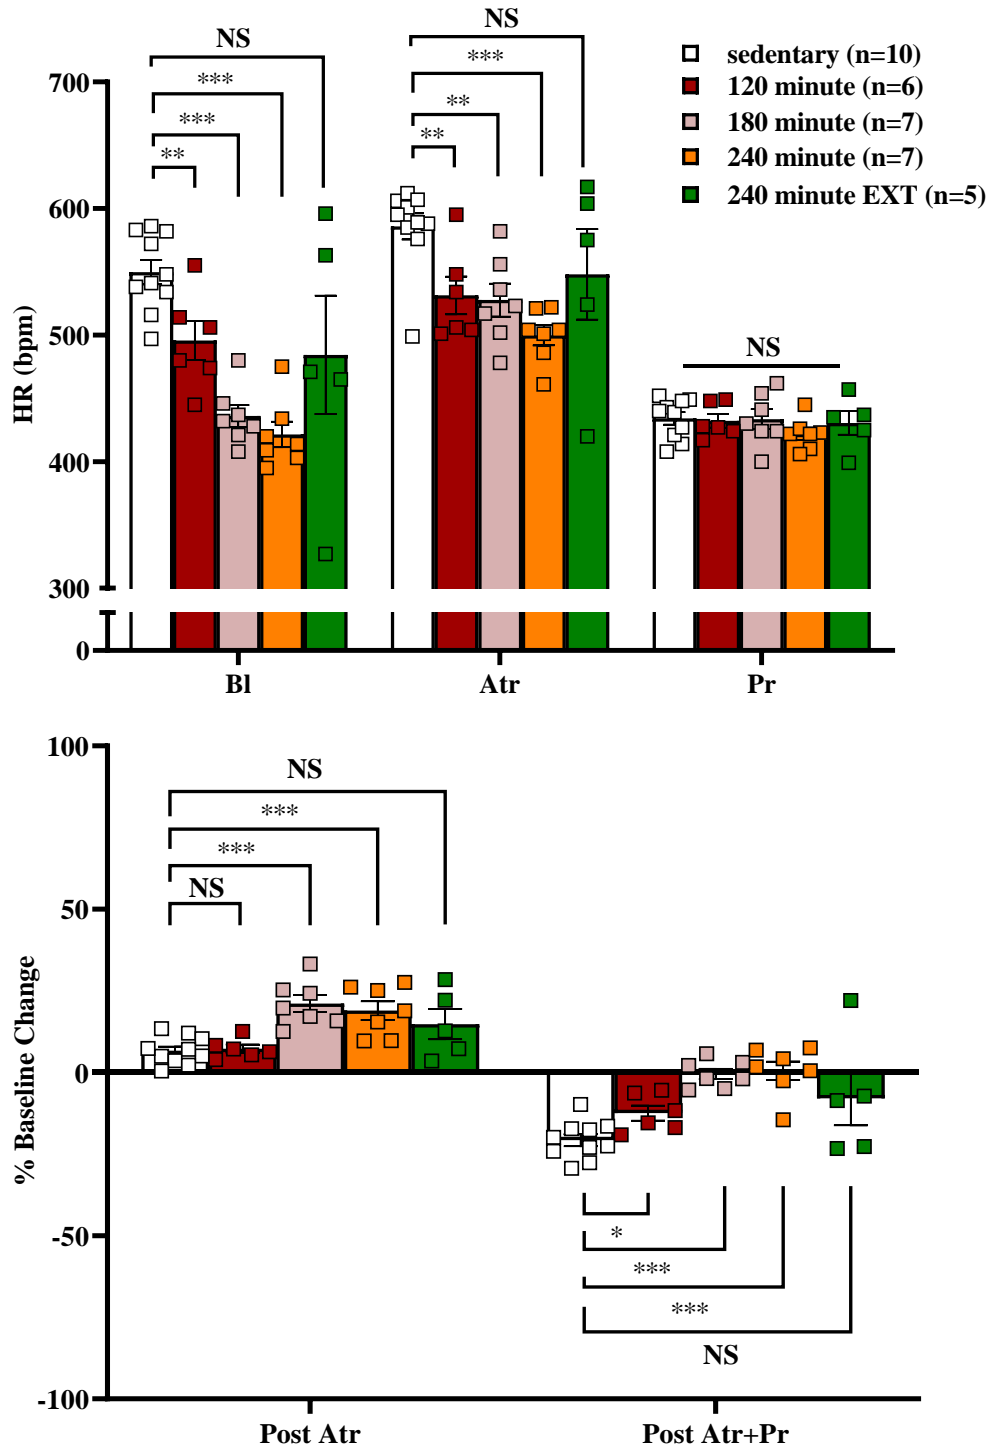 NS
***
***
**
NS
***
**
**
sedentary (n=10)
120 minute (n=6)
180 minute (n=7)
240 minute (n=7)
240 minute EXT (n=5)
HR (bpm)
700
600
500
400
300
0
NS
Bl Atr Pr
% Baseline Change
100
50
0
-50
-100
NS
***
***
NS
*
***
***
NS
Post Atr Post Atr+Pr